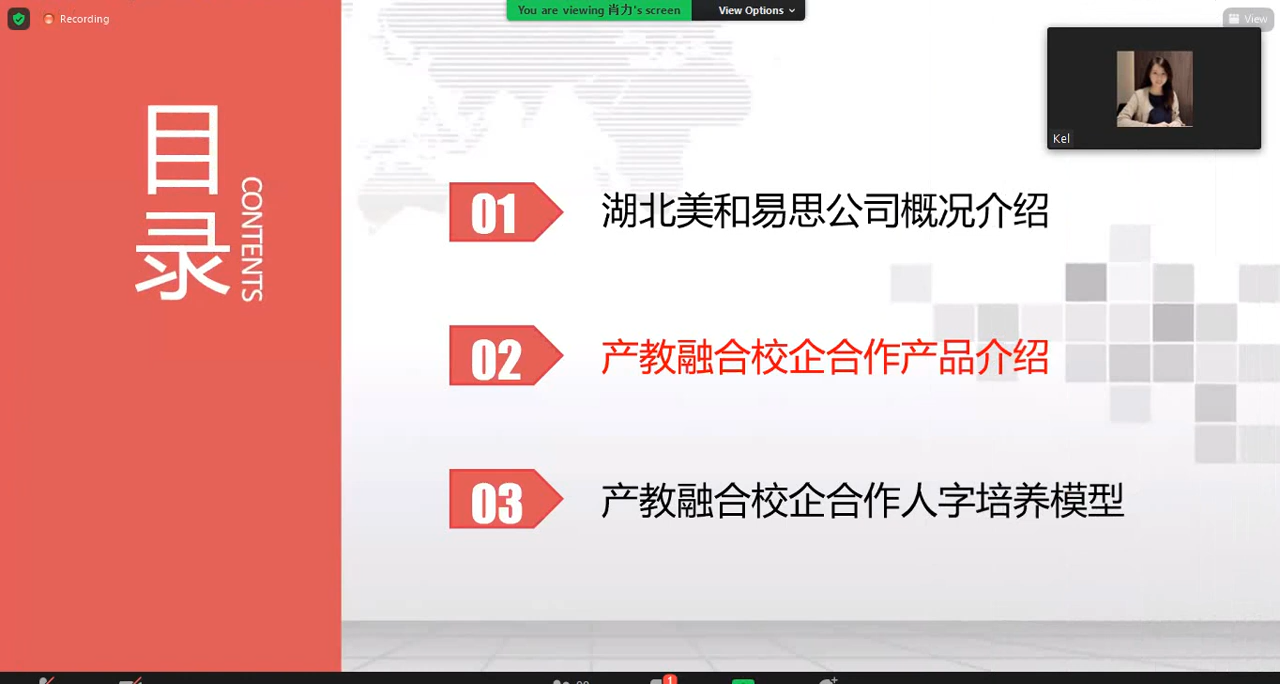 Recording
You are viewing 肖力's screen
View Options
View
Kel
目录
CONTENTS
01
湖北美和易思公司概况介绍
02
产教融合校企合作产品介绍
03
产教融合校企合作人字培养模型
1